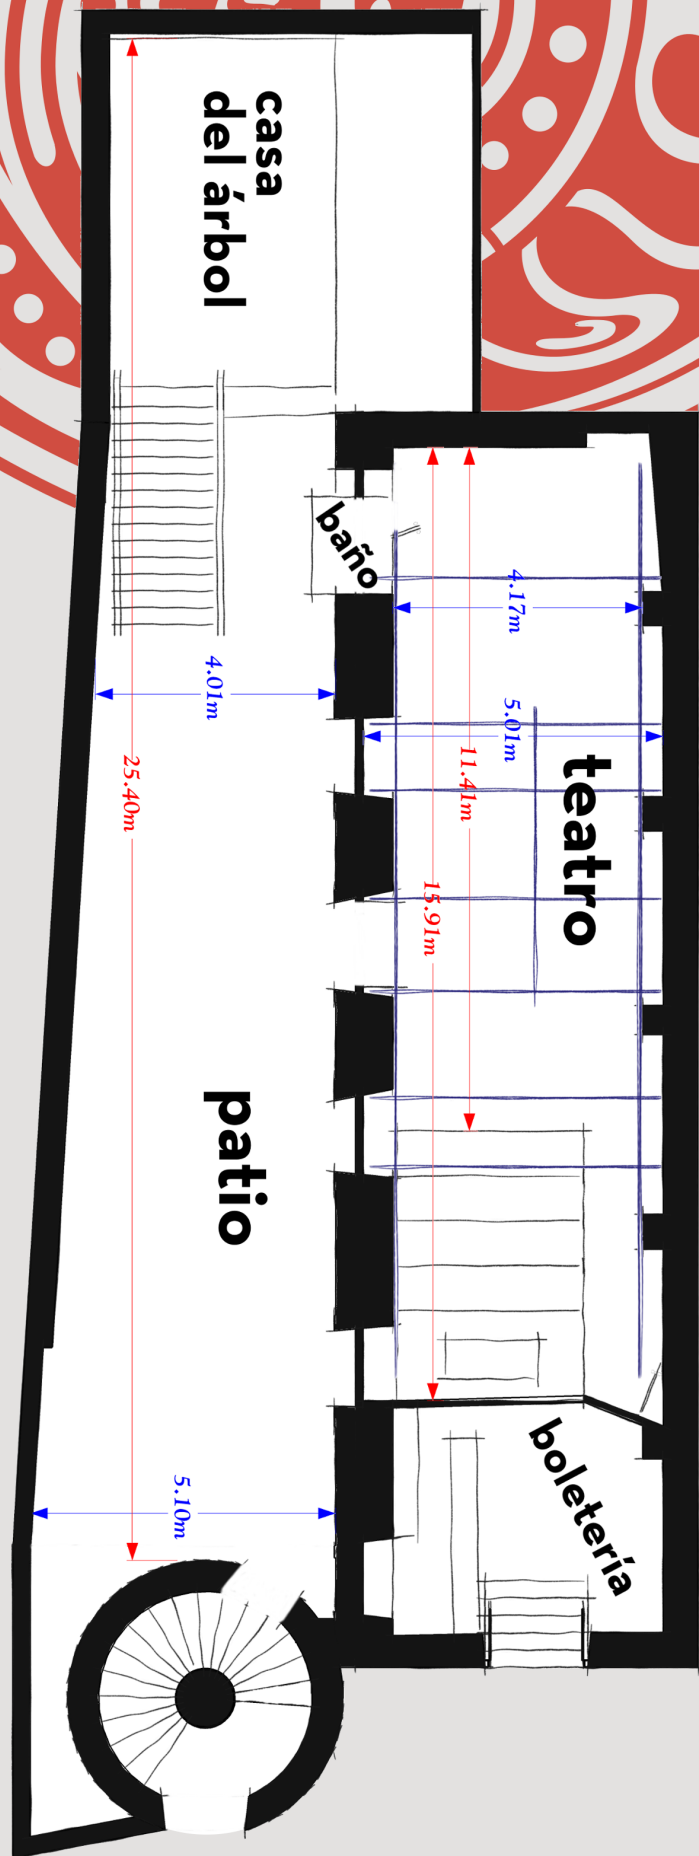 casa
del árbol
baño
4.17m
4.01m
5.01m
25.40m
11.41m
teatro
15.91m
patio
boletería
5.10m